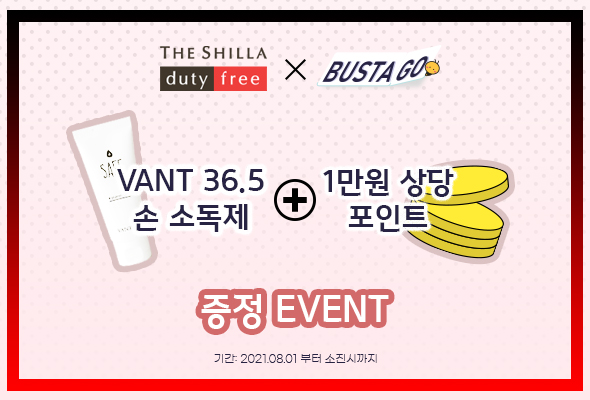 THE SHILLA
duty free
×
BUSTA GO
SAFE
VANT 36.5
손 소독제
+
1만원 상당
포인트
증정 EVENT
기간: 2021.08.01 부터 소진시까지